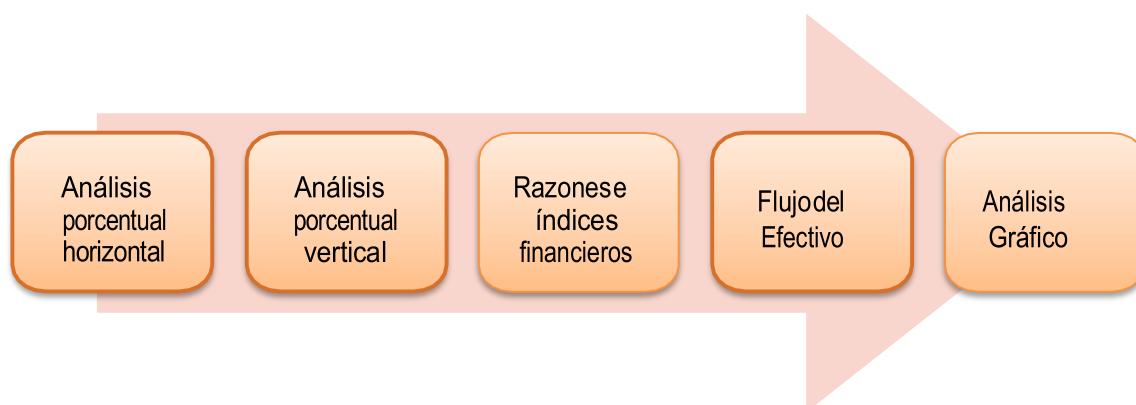 Análisis
porcentual
horizontal
Análisis
porcentual
vertical
Razonese
índices
financieros
Flujodel
Efectivo
Análisis
Gráfico